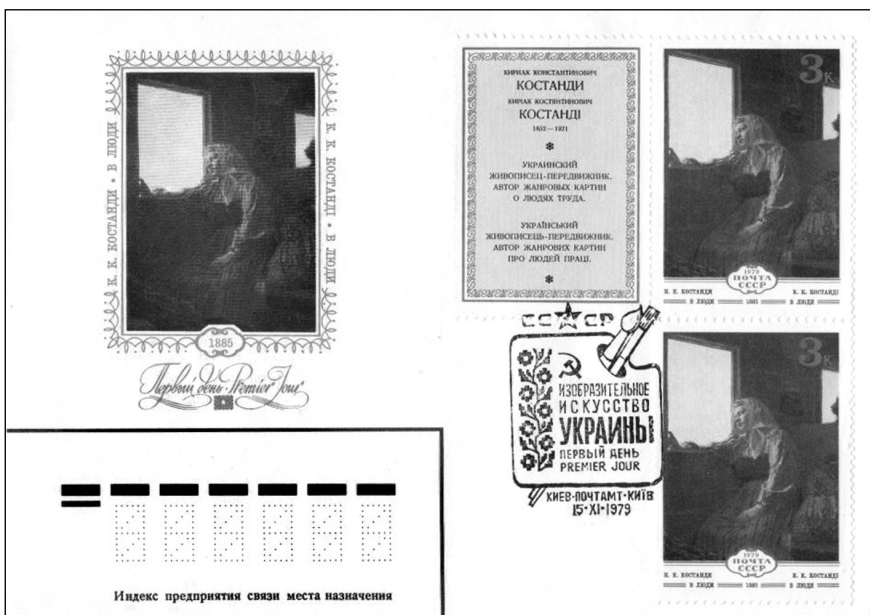 К. К. КОСТАНДИ • В ЛЮДИ
К. К. КОСТАНДІ • В ЛЮДИ
1885
Первый день · Premier Jour
Индекс предприятия связи места назначения
КИРИАК КОНСТАНТИНОВИЧ
КОСТАНДИ
КИРІАК КОСТЯНТИНОВИЧ
КОСТАНДІ
1852 — 1921
УКРАИНСКИЙ
ЖИВОПИСЕЦ-ПЕРЕДВИЖНИК.
АВТОР ЖАНРОВЫХ КАРТИН
О ЛЮДЯХ ТРУДА.
УКРАЇНСЬКИЙ
ЖИВОПИСЕЦЬ-ПЕРЕДВИЖНИК.
АВТОР ЖАНРОВИХ КАРТИН
ПРО ЛЮДЕЙ ПРАЦІ.
3к
1979
ПОЧТА
СССР
К. К. КОСТАНДИ К. К. КОСТАНДІ
В ЛЮДИ 1885 В ЛЮДИ
СССР
ИЗОБРАЗИТЕЛЬНОЕ
ИСКУССТВО
УКРАИНЫ
ПЕРВЫЙ ДЕНЬ
PREMIER JOUR
КИЕВ·ПОЧТАМТ·КИЇВ
15·XI·1979
3к
1979
ПОЧТА
СССР
К. К. КОСТАНДИ К. К. КОСТАНДІ
В ЛЮДИ 1885 В ЛЮДИ